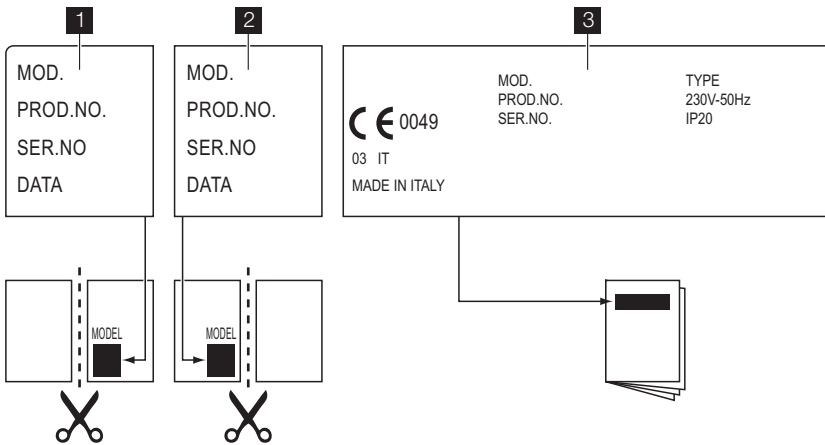 1
MOD.
PROD.NO.
SER.NO
DATA
MODEL
2
MOD.
PROD.NO.
SER.NO
DATA
MODEL
3
CE 0049
03 IT
MADE IN ITALY
MOD.
PROD.NO.
SER.NO.
TYPE
230V-50Hz
IP20